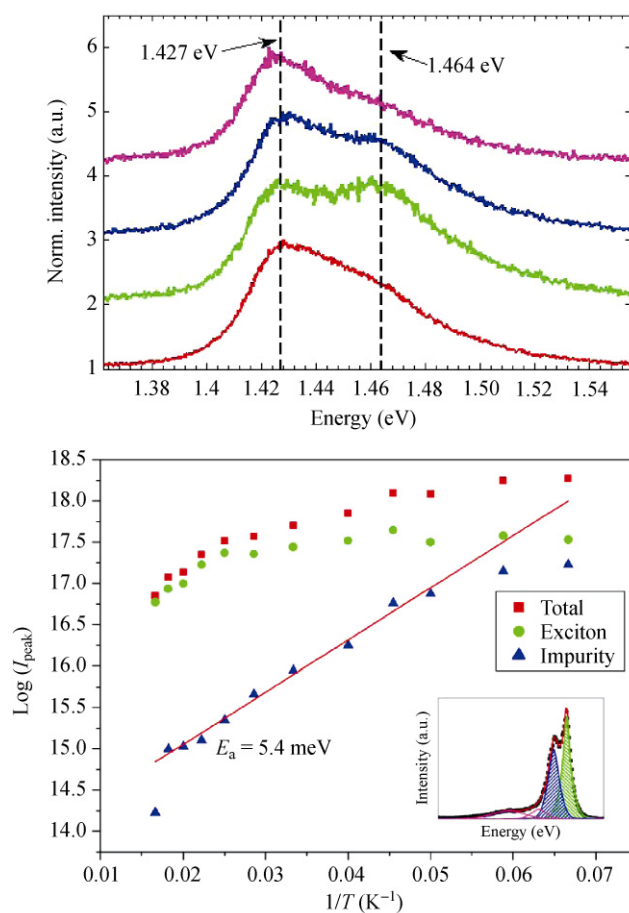 1.427 eV
1.464 eV
Norm. intensity (a.u.)
6
5
4
3
2
1
1.38 1.4 1.42 1.44 1.46 1.48 1.50 1.52 1.54
Energy (eV)
Log (I_peak)
18.5
18.0
17.5
17.0
16.5
16.0
15.5
15.0
14.5
14.0
Total
Exciton
Impurity
E_a = 5.4 meV
Intensity (a.u.)
Energy (eV)
0.01 0.02 0.03 0.04 0.05 0.06 0.07
1/T (K⁻¹)